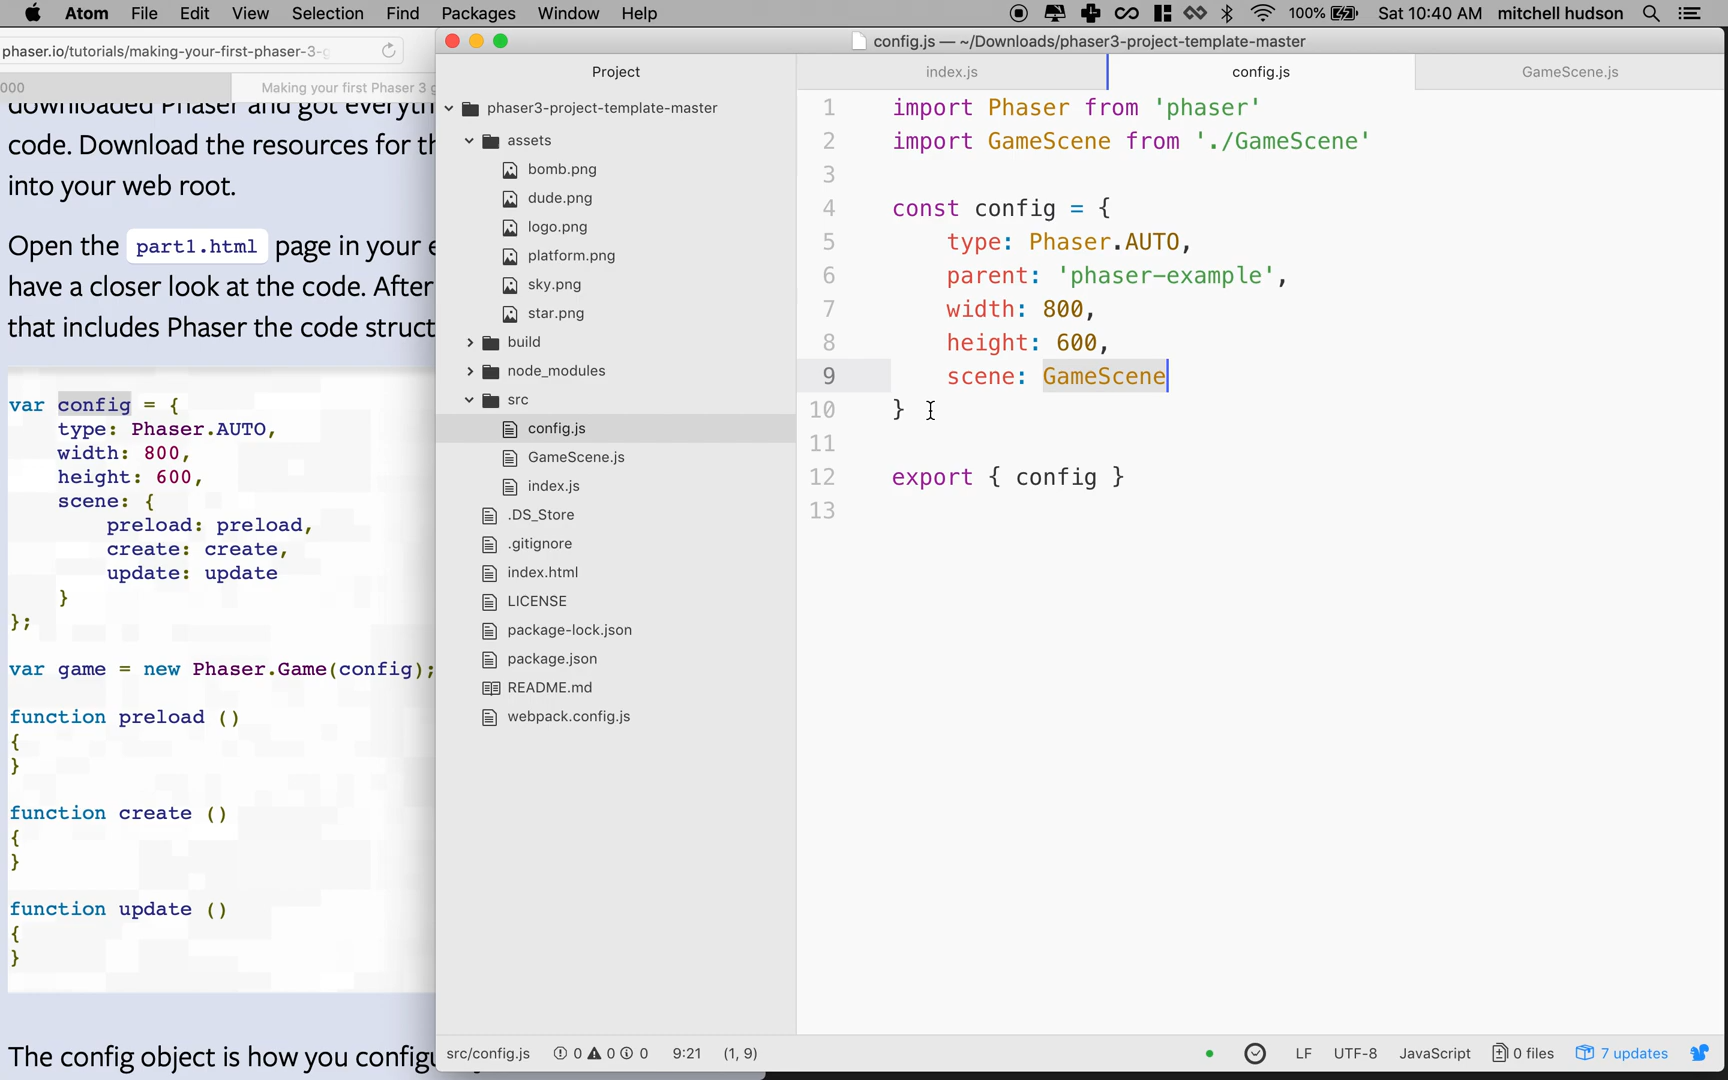 Atom File Edit View Selection Find Packages Window Help 100% Sat 10:40 AM mitchell hudson
phaser.io/tutorials/making-your-first-phaser-3-g
000 Making your first Phaser 3 g
downloaded Phaser and got everyth
code. Download the resources for th
into your web root.
Open the part1.html page in your e
have a closer look at the code. After
that includes Phaser the code struct
var config = {
type: Phaser.AUTO,
width: 800,
height: 600,
scene: {
preload: preload,
create: create,
update: update
}
};
var game = new Phaser.Game(config);
function preload ()
{
}
function create ()
{
}
function update ()
{
}
The config object is how you configu
config.js — ~/Downloads/phaser3-project-template-master
Project
phaser3-project-template-master
assets
bomb.png
dude.png
logo.png
platform.png
sky.png
star.png
build
node_modules
src
config.js
GameScene.js
index.js
.DS_Store
.gitignore
index.html
LICENSE
package-lock.json
package.json
README.md
webpack.config.js
index.js config.js GameScene.js
1 import Phaser from 'phaser'
2 import GameScene from './GameScene'
3
4 const config = {
5 type: Phaser.AUTO,
6 parent: 'phaser-example',
7 width: 800,
8 height: 600,
9 scene: GameScene
10 }
11
12 export { config }
13
src/config.js 0 0 0 9:21 (1, 9) LF UTF-8 JavaScript 0 files 7 updates